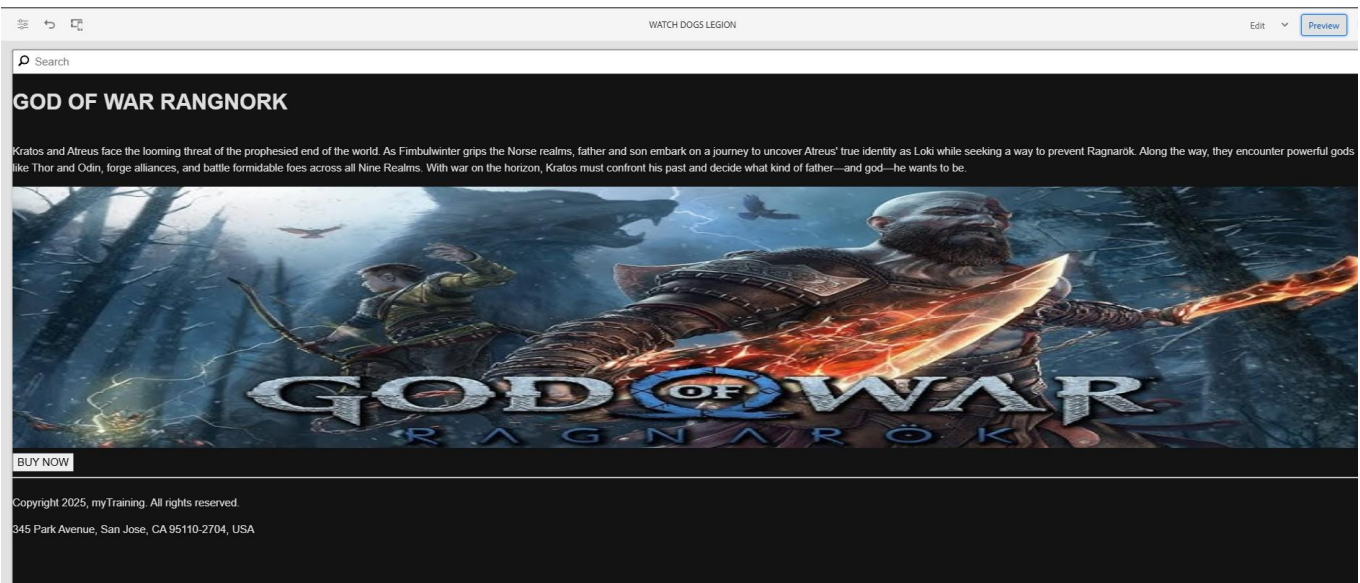 WATCH DOGS LEGION
Edit
Preview
Search
GOD OF WAR RANGNORK
Kratos and Atreus face the looming threat of the prophesied end of the world. As Fimbulwinter grips the Norse realms, father and son embark on a journey to uncover Atreus' true identity as Loki while seeking a way to prevent Ragnarök. Along the way, they encounter powerful gods
like Thor and Odin, forge alliances, and battle formidable foes across all Nine Realms. With war on the horizon, Kratos must confront his past and decide what kind of father—and god—he wants to be.
GOD OF WAR
RAGNARÖK
BUY NOW
Copyright 2025, myTraining. All rights reserved.
345 Park Avenue, San Jose, CA 95110-2704, USA